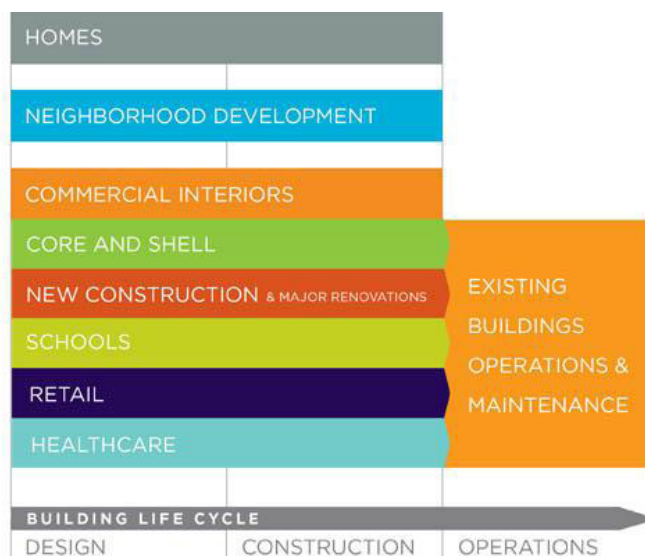 HOMES
NEIGHBORHOOD DEVELOPMENT
COMMERCIAL INTERIORS
CORE AND SHELL
NEW CONSTRUCTION & MAJOR RENOVATIONS
SCHOOLS
RETAIL
HEALTHCARE
EXISTING
BUILDINGS
OPERATIONS &
MAINTENANCE
BUILDING LIFE CYCLE
DESIGN CONSTRUCTION OPERATIONS